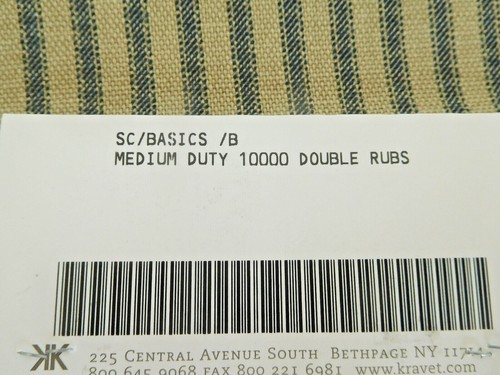 SC/BASICS /B
MEDIUM DUTY 10000 DOUBLE RUBS
KK
225 CENTRAL AVENUE SOUTH BETHPAGE NY
800 645 9068 FAX 800 221 6981 www.kravet.com